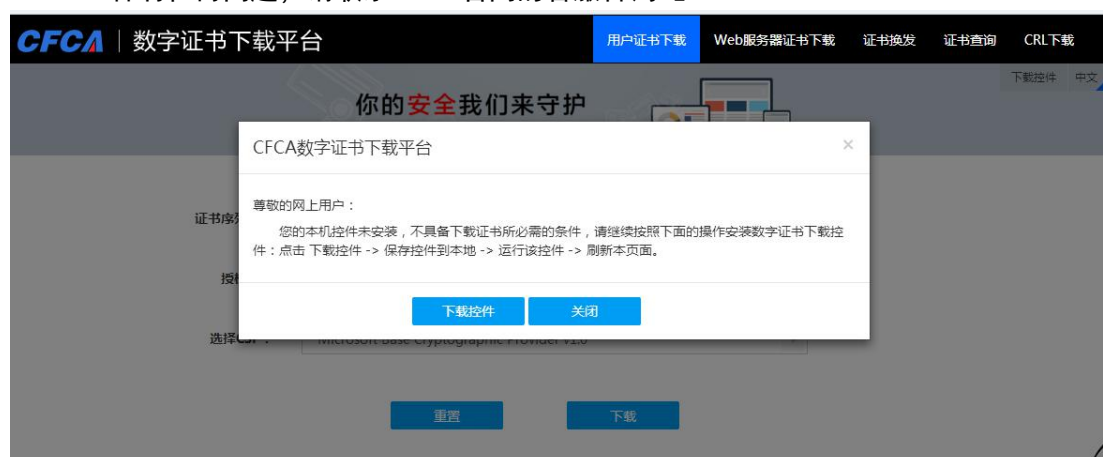 CFCA 数字证书下载平台 用户证书下载 Web服务器证书下载 证书换发 证书查询 CRL下载
下载控件 中文
你的安全我们来守护
CFCA数字证书下载平台 ×
尊敬的网上用户：
您的本机控件未安装，不具备下载证书所必需的条件，请继续按照下面的操作安装数字证书下载控
件：点击 下载控件 -> 保存控件到本地 -> 运行该控件 -> 刷新本页面。
证书序
下载控件 关闭
选择
Microsoft Base Cryptographic Provider v1.0
重置 下载